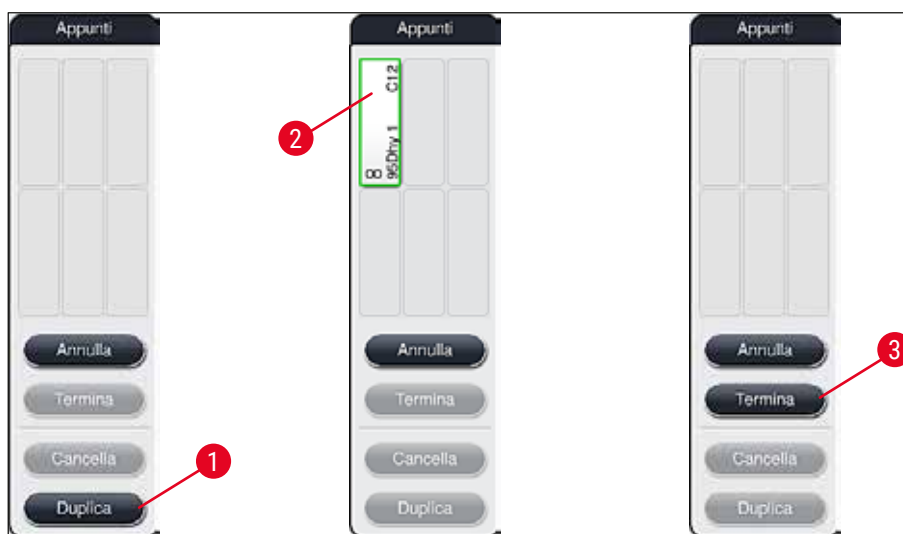 Appunti
Annulla
Termina
Cancella
Duplica
1
Appunti
8
95Dhy 1
C12
2
Annulla
Termina
Cancella
Duplica
Appunti
Annulla
Termina
3
Cancella
Duplica